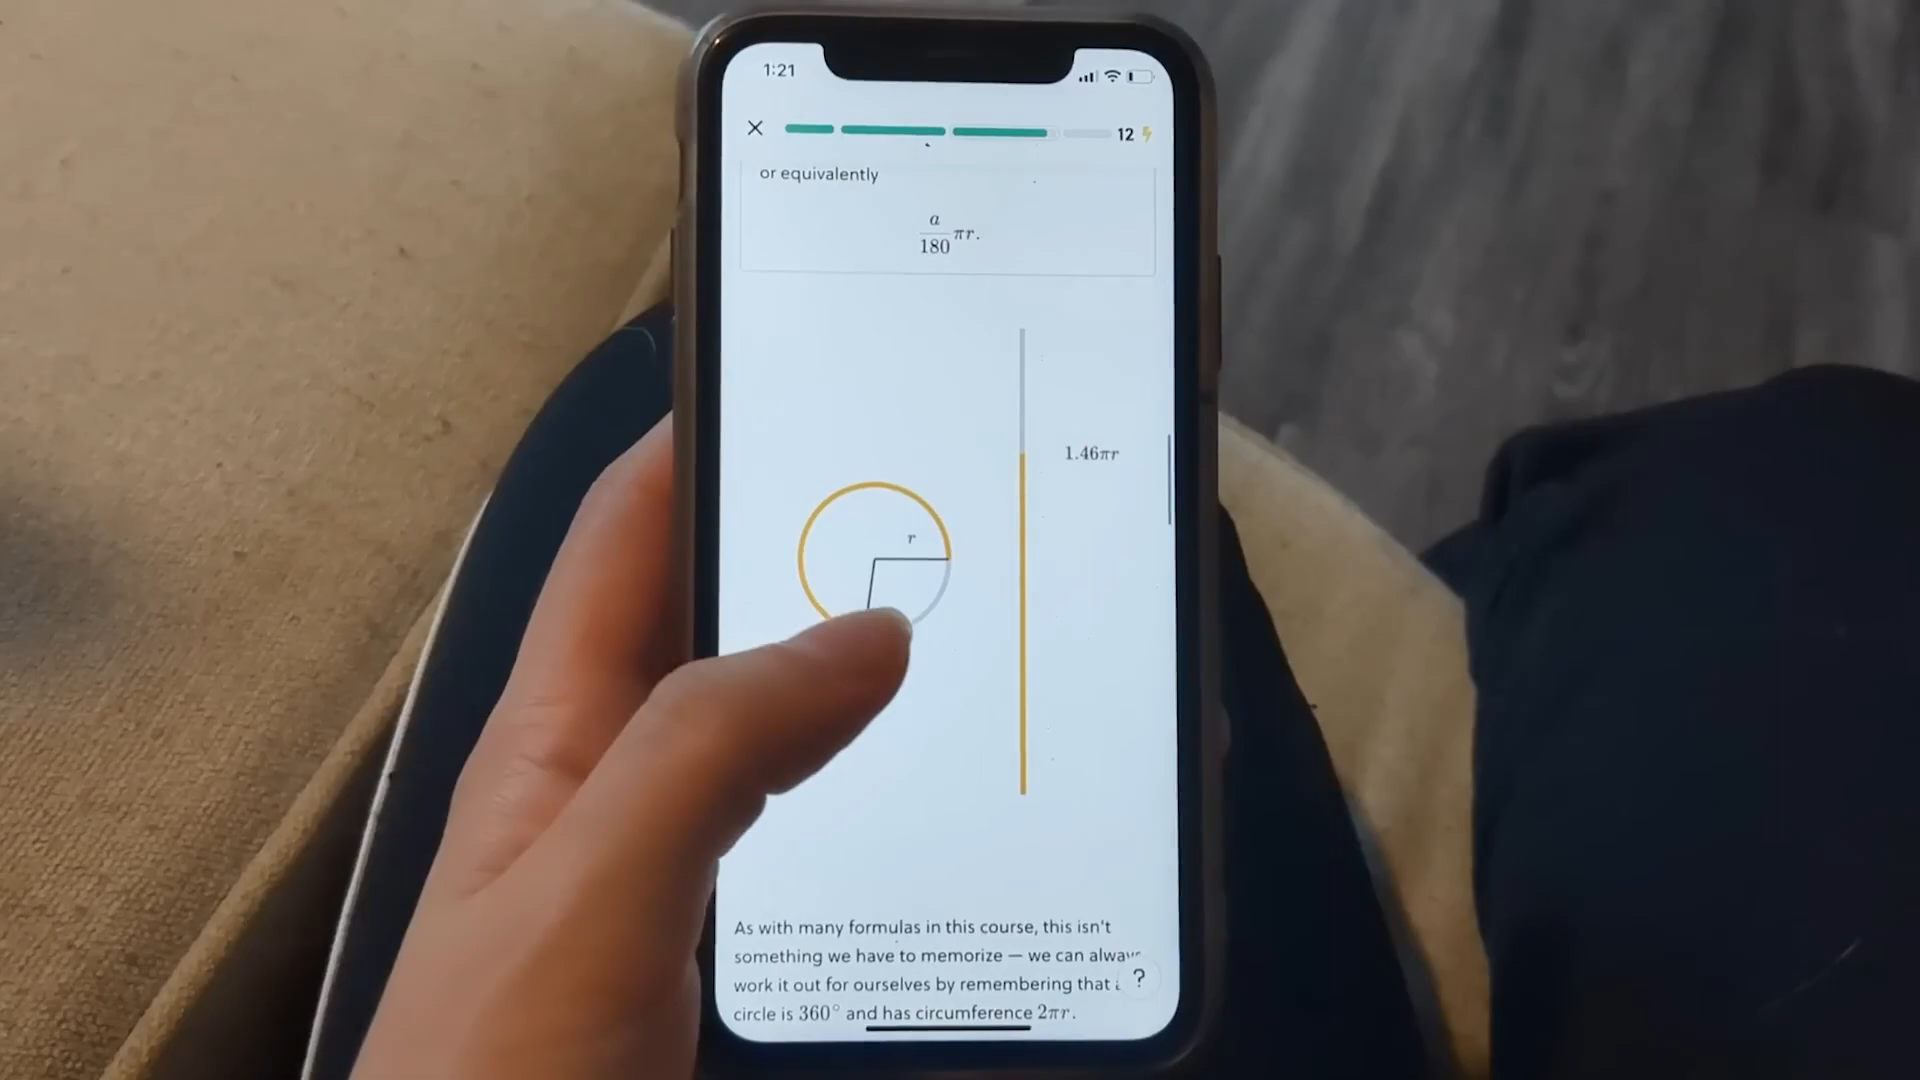 1:21
12
or equivalently
a
180 πr.
1.46πr
r
As with many formulas in this course, this isn't
something we have to memorize — we can
work it out for ourselves by remembering that
?
circle is 360° and has circumference 2πr.